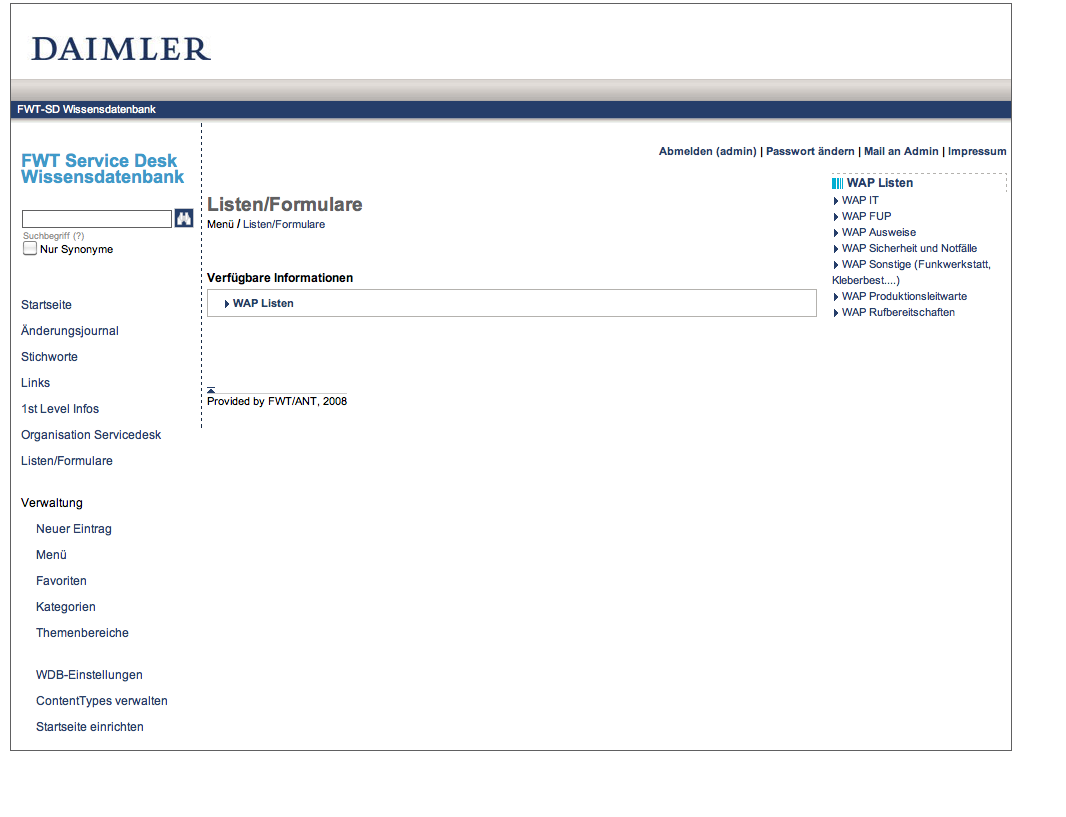 DAIMLER
FWT-SD Wissensdatenbank
FWT Service Desk
Wissensdatenbank
Suchbegriff (?)
Nur Synonyme
Startseite
Änderungsjournal
Stichworte
Links
1st Level Infos
Organisation Servicedesk
Listen/Formulare
Verwaltung
Neuer Eintrag
Menü
Favoriten
Kategorien
Themenbereiche
WDB-Einstellungen
ContentTypes verwalten
Startseite einrichten
Abmelden (admin) | Passwort ändern | Mail an Admin | Impressum
Listen/Formulare
Menü / Listen/Formulare
Verfügbare Informationen
WAP Listen
Provided by FWT/ANT, 2008
WAP Listen
WAP IT
WAP FUP
WAP Ausweise
WAP Sicherheit und Notfälle
WAP Sonstige (Funkwerkstatt,
Kleberbest....)
WAP Produktionsleitwarte
WAP Rufbereitschaften